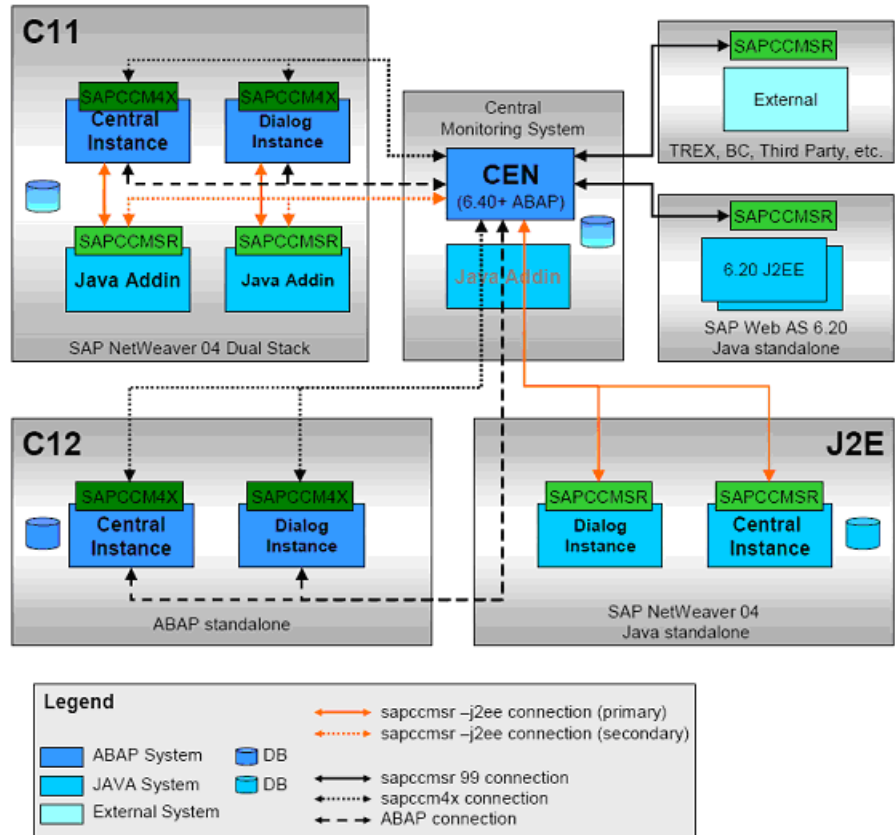 C11
SAPCCM4X
Central
Instance
SAPCCM4X
Dialog
Instance
SAPCCMSR
Java Addin
SAPCCMSR
Java Addin
SAP NetWeaver 04 Dual Stack
Central
Monitoring System
CEN
(6.40+ ABAP)
Java Addin
SAPCCMSR
External
TREX, BC, Third Party, etc.
SAPCCMSR
6.20 J2EE
SAP Web AS 6.20
Java standalone
C12
SAPCCM4X
Central
Instance
SAPCCM4X
Dialog
Instance
ABAP standalone
J2E
SAPCCMSR
Dialog
Instance
SAPCCMSR
Central
Instance
SAP NetWeaver 04
Java standalone
Legend
ABAP System
DB
JAVA System
DB
External System
sapccmsr –j2ee connection (primary)
sapccmsr –j2ee connection (secondary)
sapccmsr 99 connection
sapccm4x connection
ABAP connection